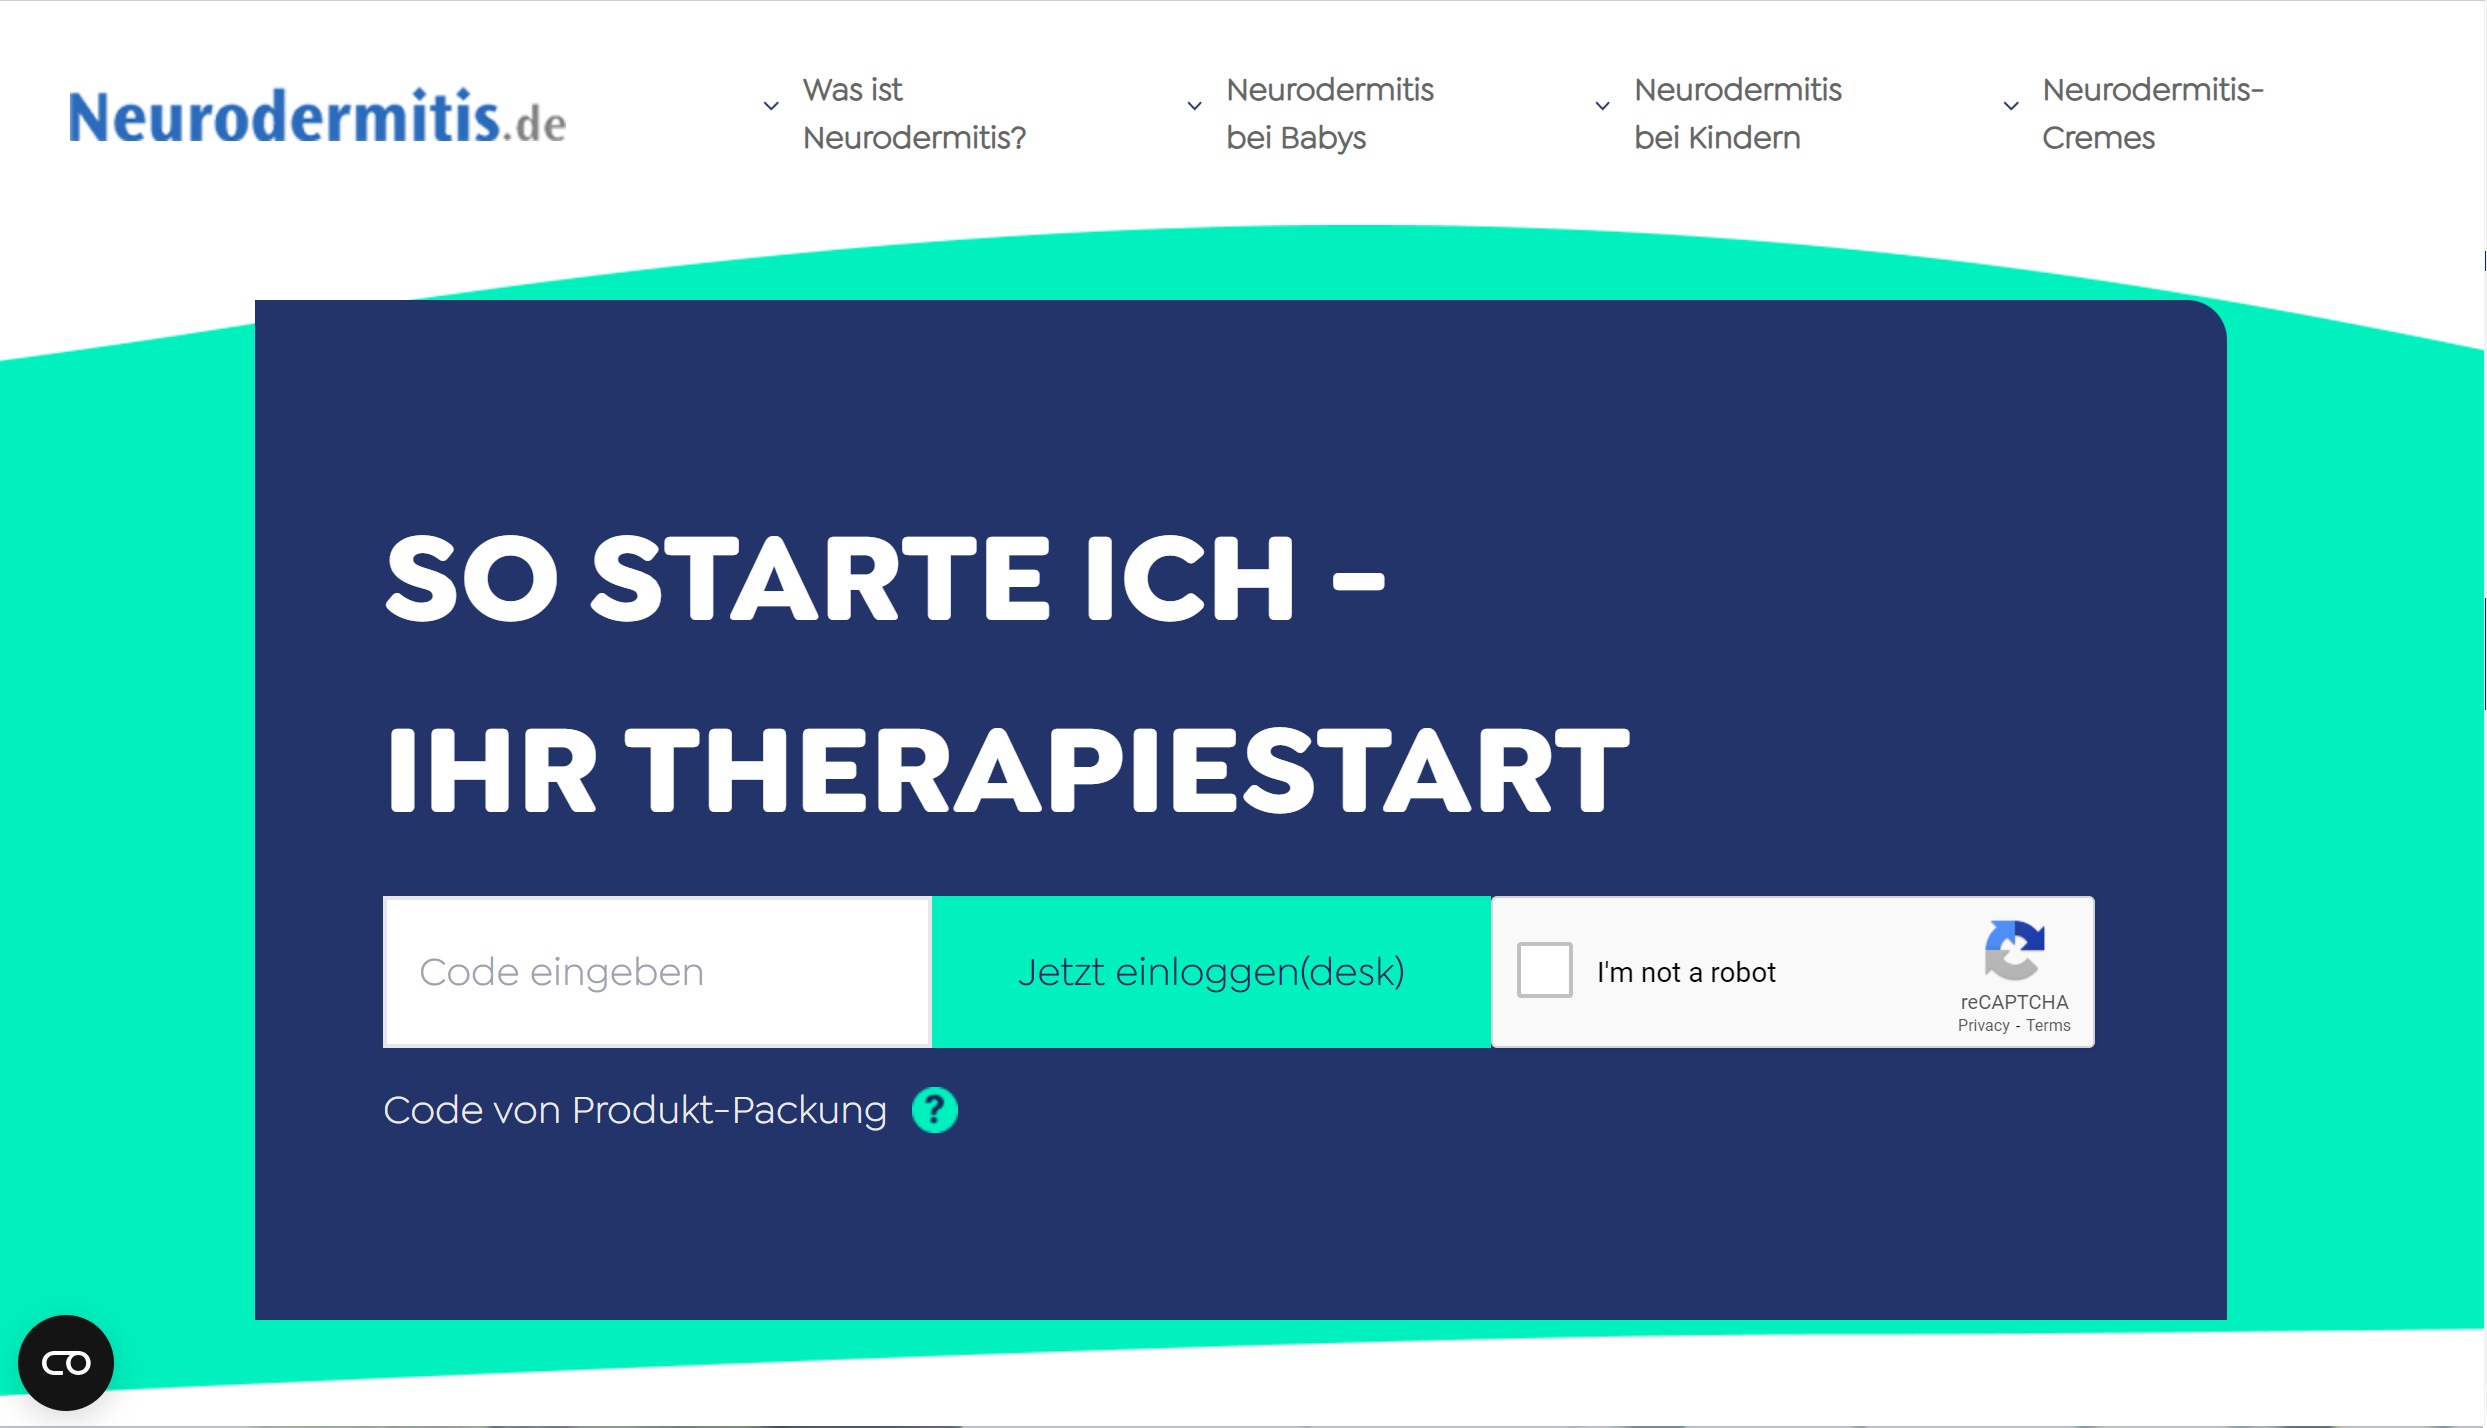 Neurodermitis.de
Was ist
Neurodermitis?
Neurodermitis
bei Babys
Neurodermitis
bei Kindern
Neurodermitis-
Cremes
SO STARTE ICH -
IHR THERAPIESTART
Code eingeben
Jetzt einloggen(desk)
I'm not a robot
reCAPTCHA
Privacy - Terms
Code von Produkt-Packung ?